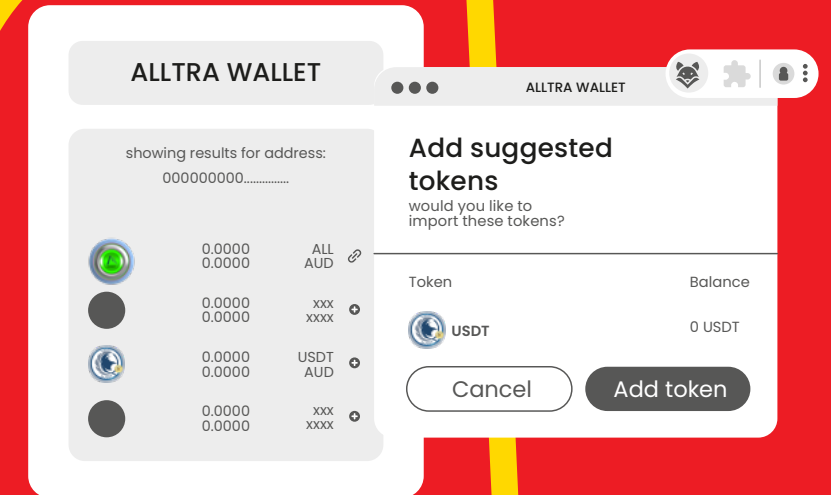 ALLTRA WALLET
showing results for address:
000000000...............
0.0000 ALL
0.0000 AUD
0.0000 xxx
0.0000 xxxx
0.0000 USDT
0.0000 AUD
0.0000 xxx
0.0000 xxxx
ALLTRA WALLET
Add suggested
tokens
would you like to
import these tokens?
Token Balance
USDT 0 USDT
Cancel Add token